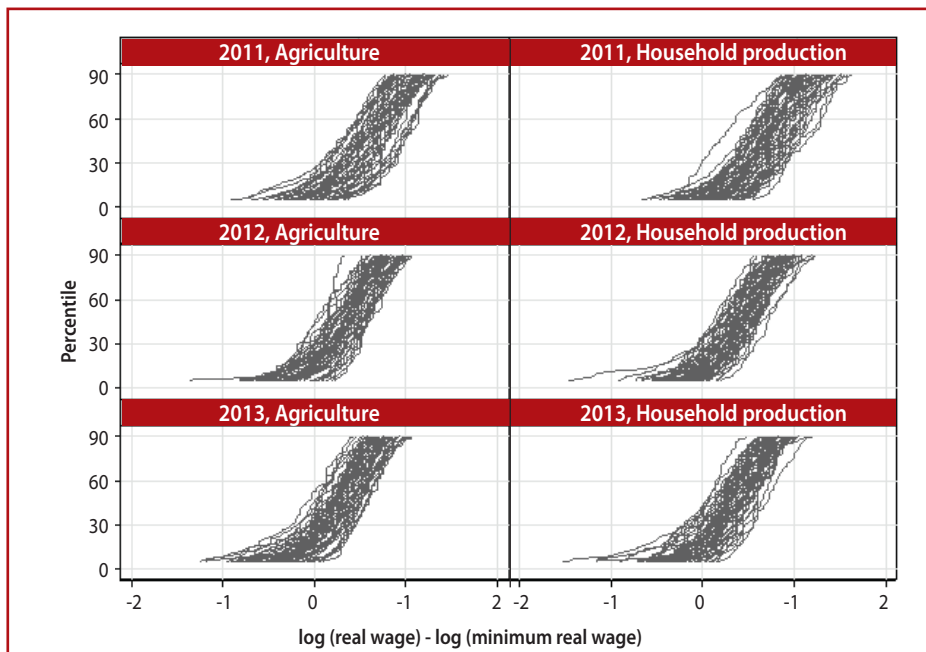 2011, Agriculture
2011, Household production
90
60
30
0
2012, Agriculture
2012, Household production
90
60
30
0
2013, Agriculture
2013, Household production
90
60
30
0
Percentile
-2 -1 0 -1 2 -2 -1 0 -1 2
log (real wage) - log (minimum real wage)